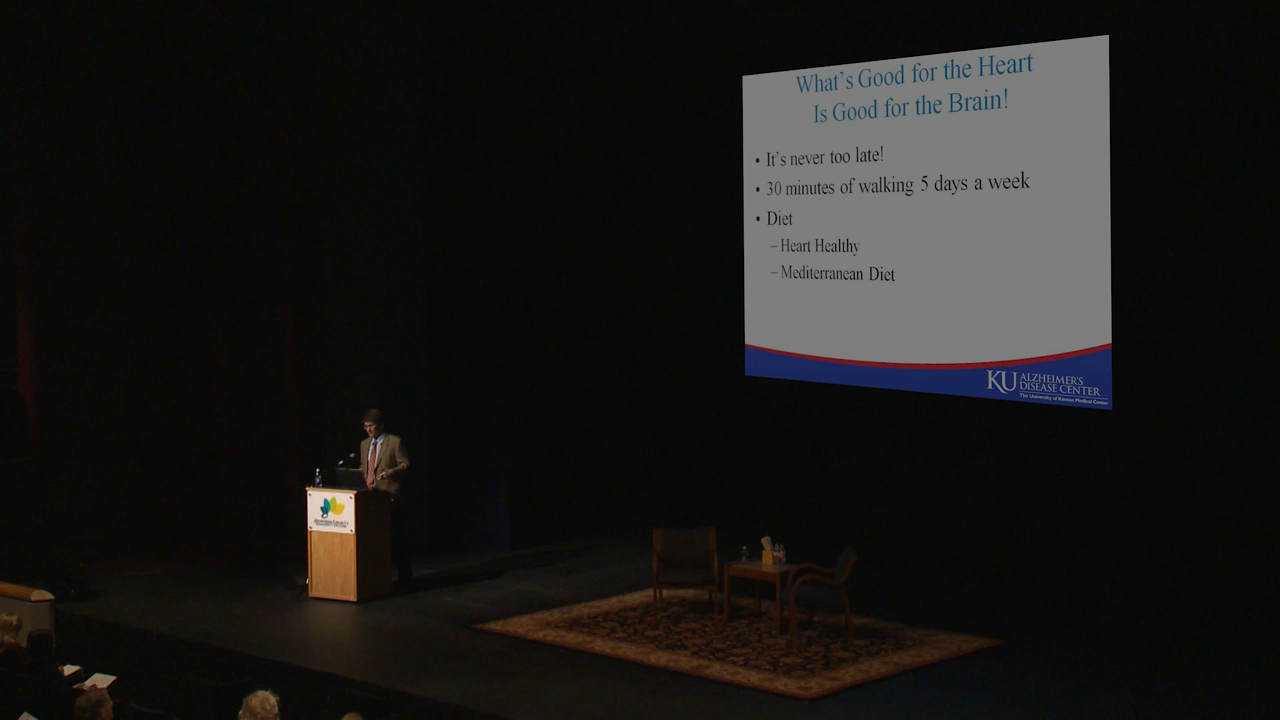 What's Good for the Heart
Is Good for the Brain!
• It's never too late!
• 30 minutes of walking 5 days a week
• Diet
– Heart Healthy
– Mediterranean Diet
KU ALZHEIMER'S
DISEASE CENTER
The University of Kansas Medical Center